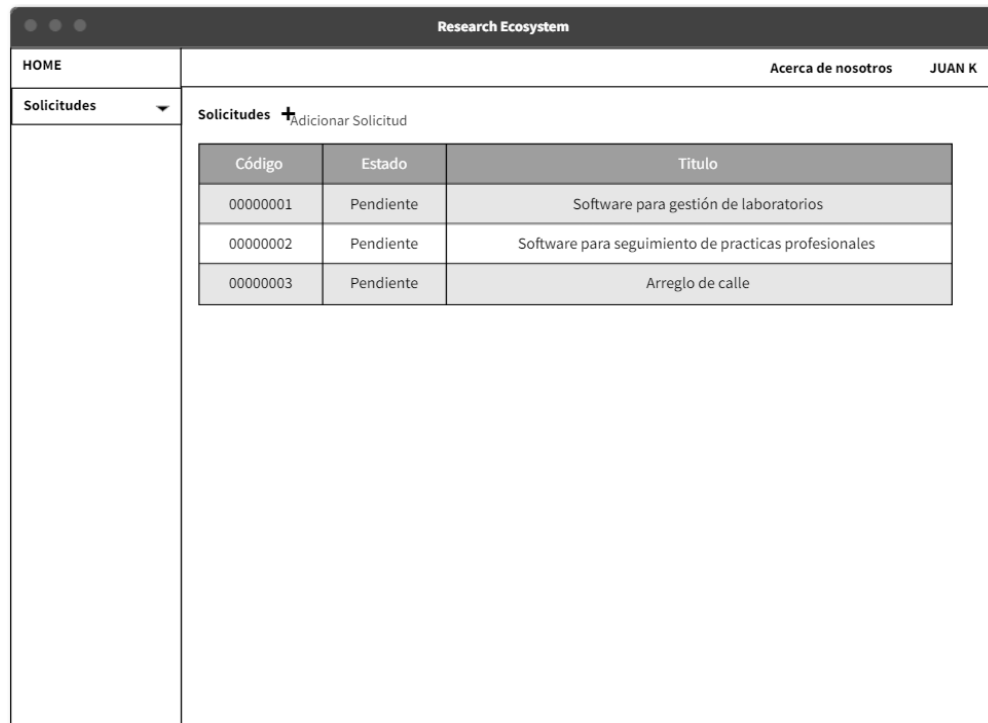 Research Ecosystem
HOME
Acerca de nosotros JUAN K
Solicitudes
Solicitudes
Adicionar Solicitud
Código Estado Titulo
00000001 Pendiente Software para gestión de laboratorios
00000002 Pendiente Software para seguimiento de practicas profesionales
00000003 Pendiente Arreglo de calle